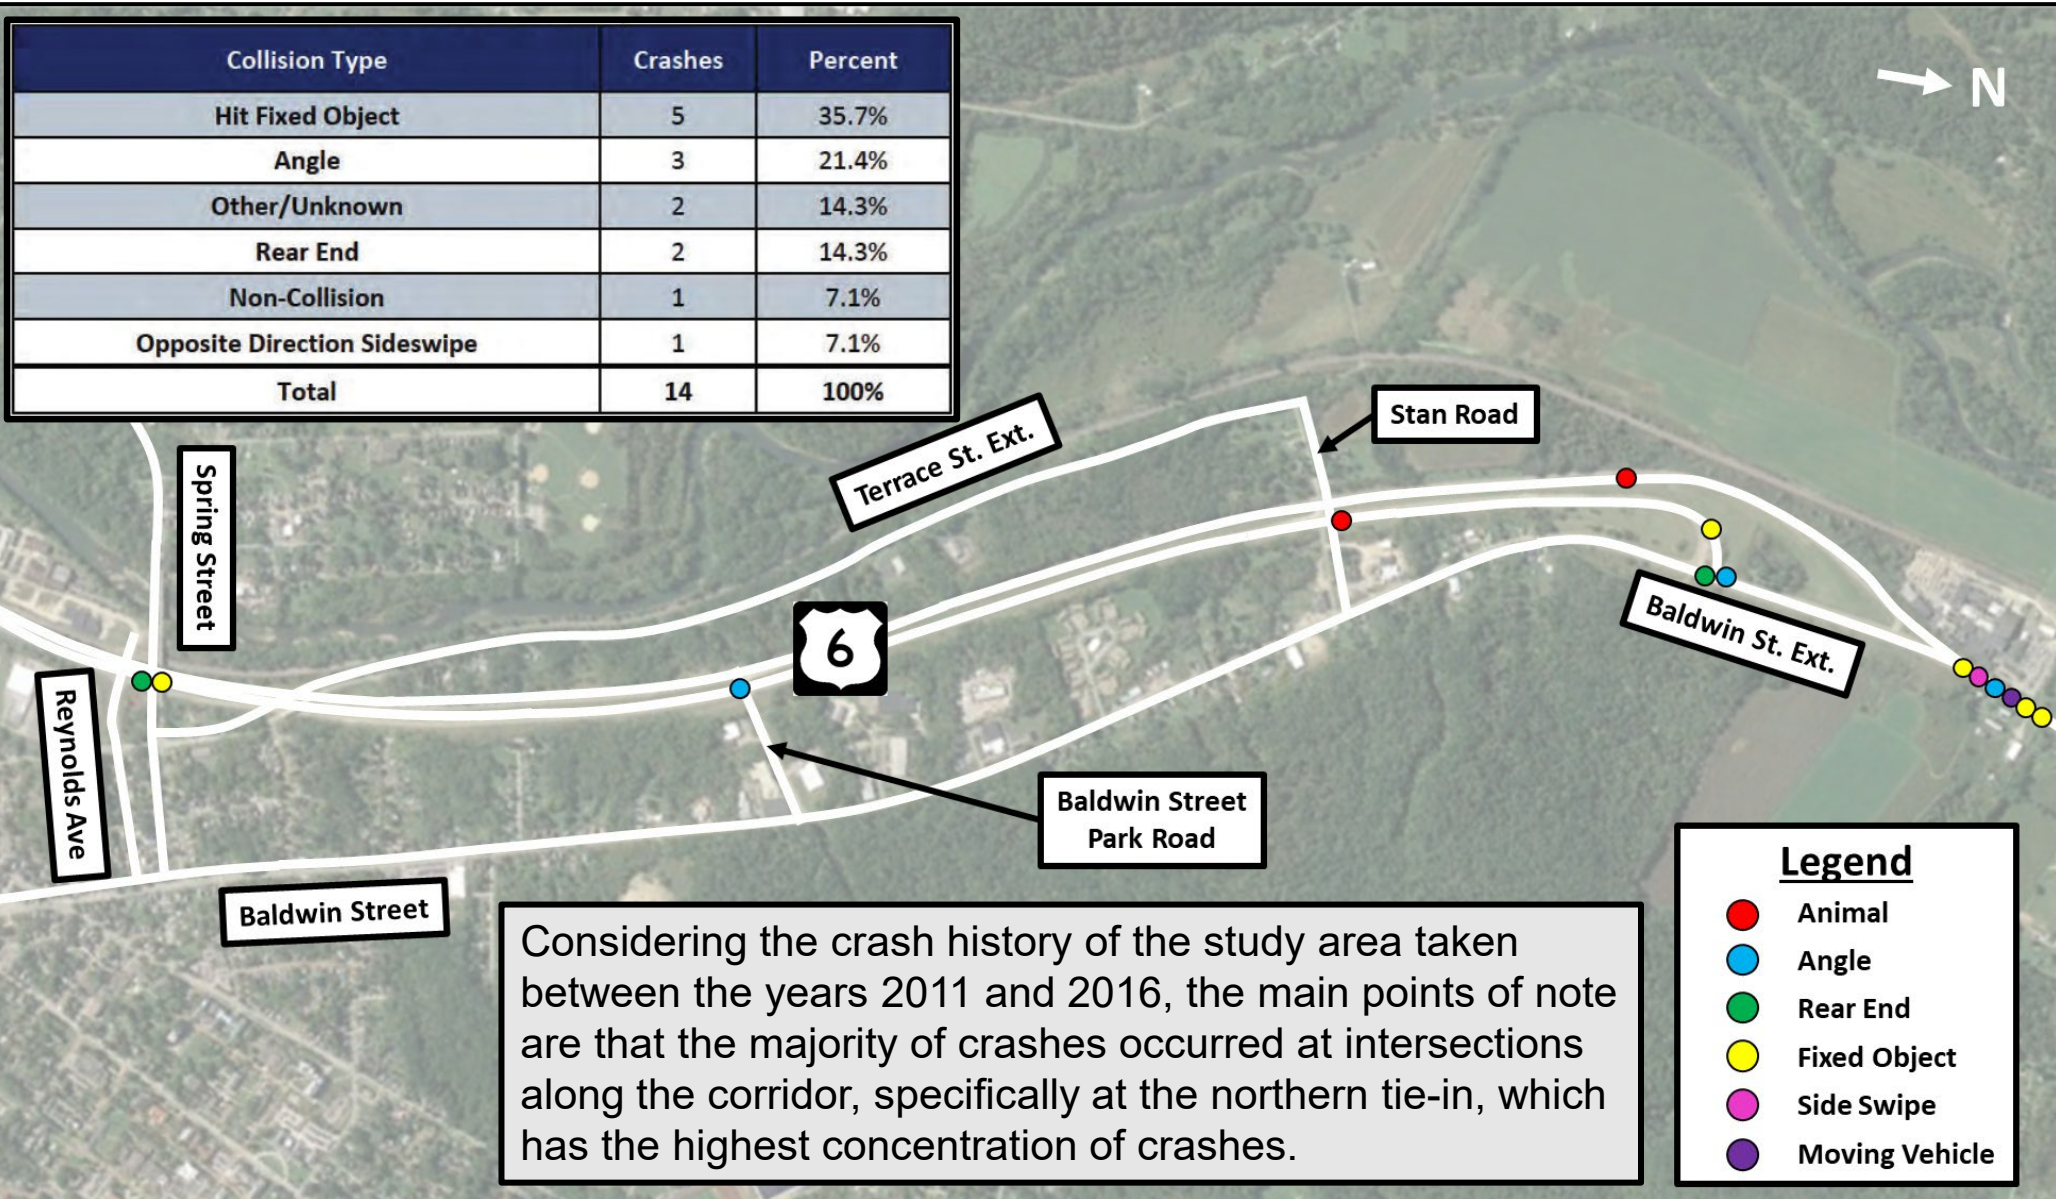 Collision Type Crashes Percent
Hit Fixed Object 5 35.7%
Angle 3 21.4%
Other/Unknown 2 14.3%
Rear End 2 14.3%
Non-Collision 1 7.1%
Opposite Direction Sideswipe 1 7.1%
Total 14 100%
N
Stan Road
Terrace St. Ext.
Spring Street
6
Baldwin St. Ext.
Reynolds Ave
Baldwin Street
Park Road
Baldwin Street
Considering the crash history of the study area taken
between the years 2011 and 2016, the main points of note
are that the majority of crashes occurred at intersections
along the corridor, specifically at the northern tie-in, which
has the highest concentration of crashes.
Legend
Animal
Angle
Rear End
Fixed Object
Side Swipe
Moving Vehicle